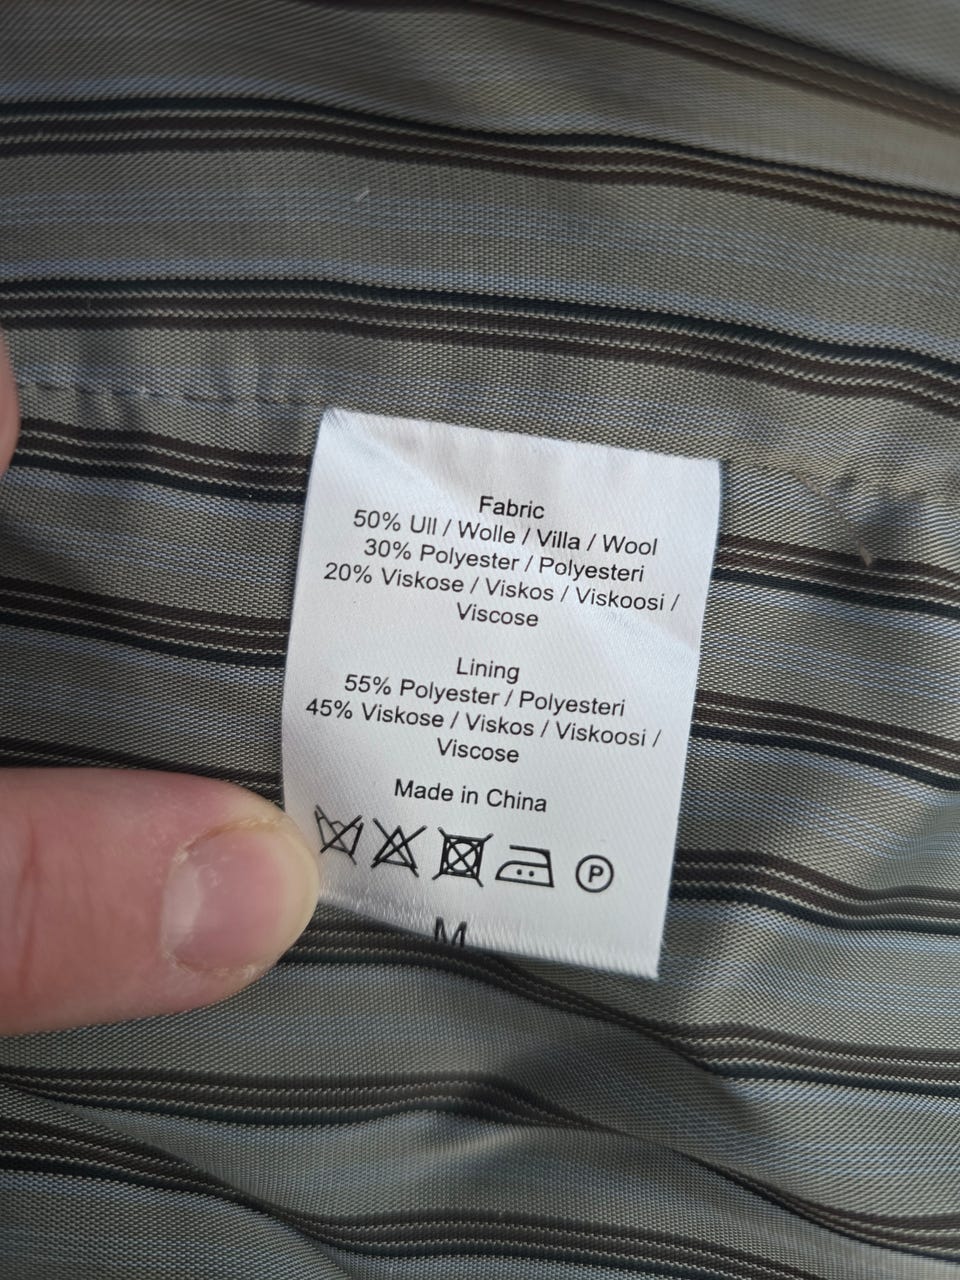 Fabric
50% Ull / Wolle / Villa / Wool
30% Polyester / Polyesteri
20% Viskose / Viskos / Viskoosi /
Viscose
Lining
55% Polyester / Polyesteri
45% Viskose / Viskos / Viskoosi /
Viscose
Made in China
P
M